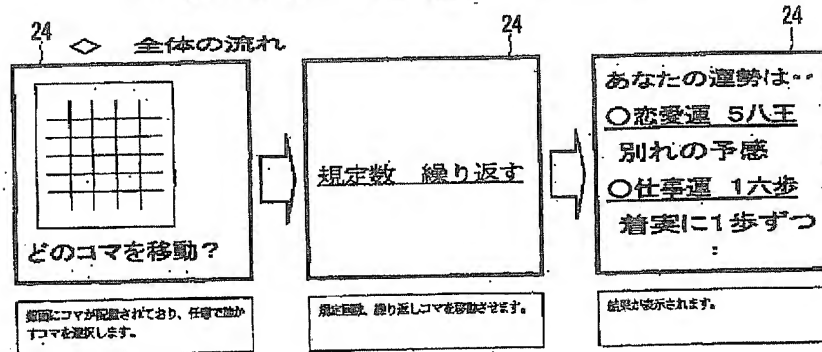 24
◇ 全体の流れ
どのコマを移動？
画面にコマが配置されており、任意で動か
すコマを選択します。
24
規定数 繰り返す
規定回数、繰り返しコマを移動させます。
24
あなたの運勢は‥
○恋愛運 5八王
別れの予感
○仕事運 1六歩
着実に1歩ずつ
：
結果が表示されます。